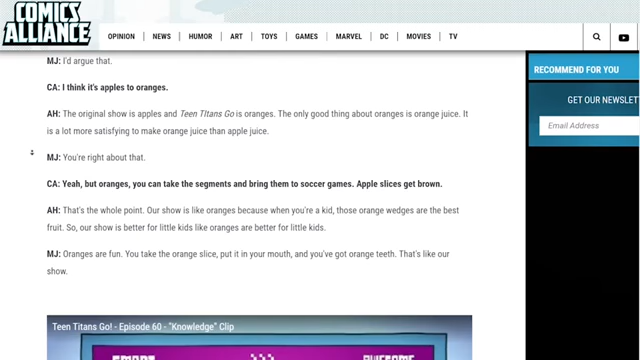 COMICS
ALLIANCE
OPINION
NEWS
HUMOR
ART
TOYS
GAMES
MARVEL
DC
MOVIES
TV
MJ: I'd argue that.
CA: I think it's apples to oranges.
AH: The original show is apples and Teen TItans Go is oranges. The only good thing about oranges is orange juice. It
is a lot more satisfying to make orange juice than apple juice.
MJ: You're right about that.
CA: Yeah, but oranges, you can take the segments and bring them to soccer games. Apple slices get brown.
AH: That's the whole point. Our show is like oranges because when you're a kid, those orange wedges are the best
fruit. So, our show is better for little kids like oranges are better for little kids.
MJ: Oranges are fun. You take the orange slice, put it in your mouth, and you've got orange teeth. That's like our
show.
Teen Titans Go! - Episode 60 - "Knowledge" Clip
AWESOME
RECOMMEND FOR YOU
GET OUR NEWSLET
Email Address